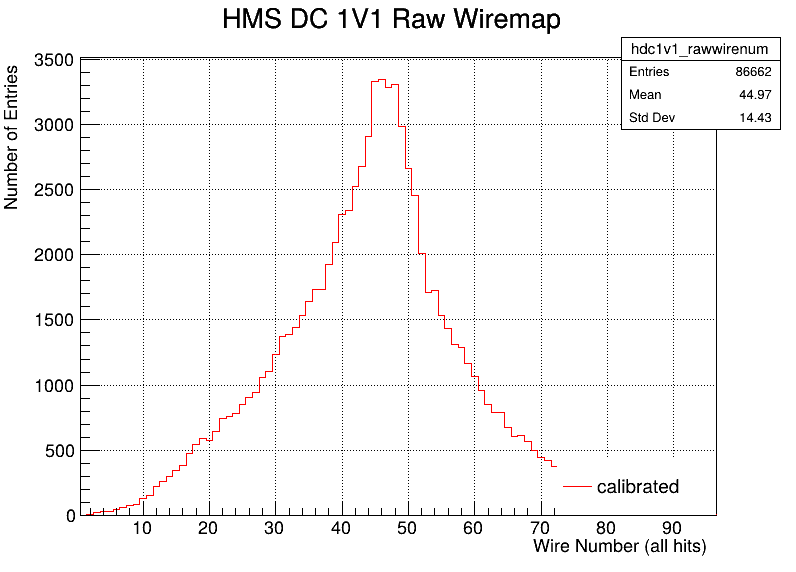 HMS DC 1V1 Raw Wiremap
hdc1v1_rawwirenum
Entries 86662
Mean 44.97
Std Dev 14.43
Number of Entries
3500
3000
2500
2000
1500
1000
500
0
10 20 30 40 50 60 70 80 90
calibrated
Wire Number (all hits)